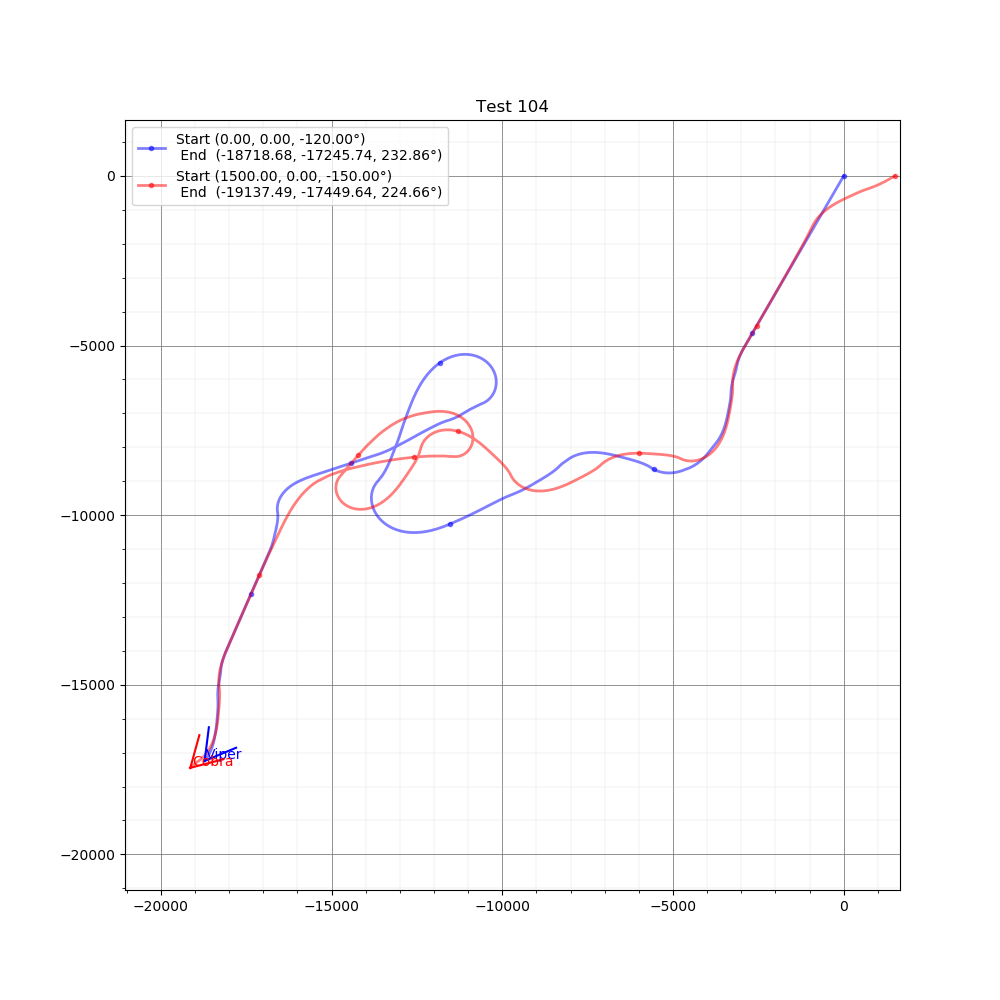 Test 104
Start (0.00, 0.00, -120.00°)
End  (-18718.68, -17245.74, 232.86°)
Start (1500.00, 0.00, -150.00°)
End  (-19137.49, -17449.64, 224.66°)
0
−5000
−10000
−15000
−20000
Viper
Cobra
−20000
−15000
−10000
−5000
0